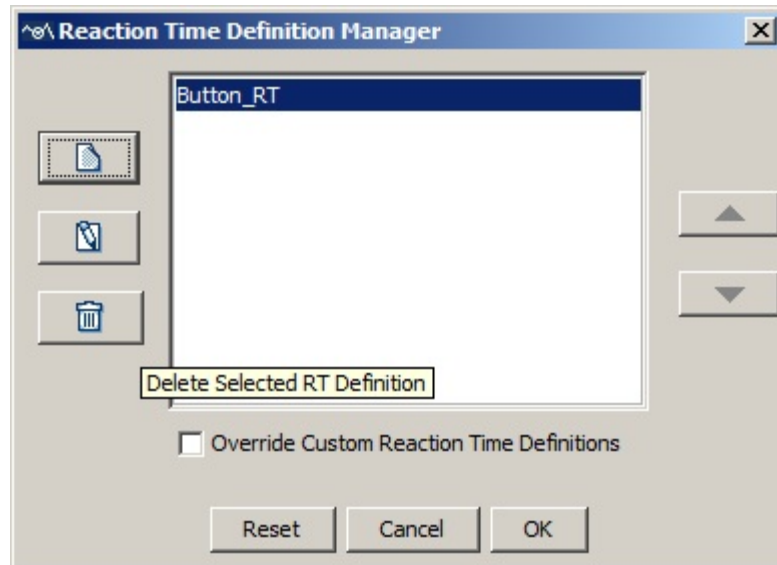 Reaction Time Definition Manager
Button_RT
Delete Selected RT Definition
Override Custom Reaction Time Definitions
Reset Cancel OK